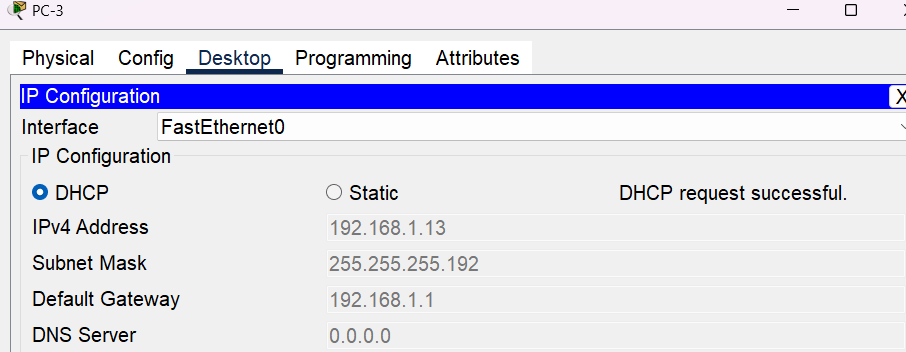 PC-3
Physical Config Desktop Programming Attributes
IP Configuration X
Interface FastEthernet0
IP Configuration
DHCP Static DHCP request successful.
IPv4 Address 192.168.1.13
Subnet Mask 255.255.255.192
Default Gateway 192.168.1.1
DNS Server 0.0.0.0